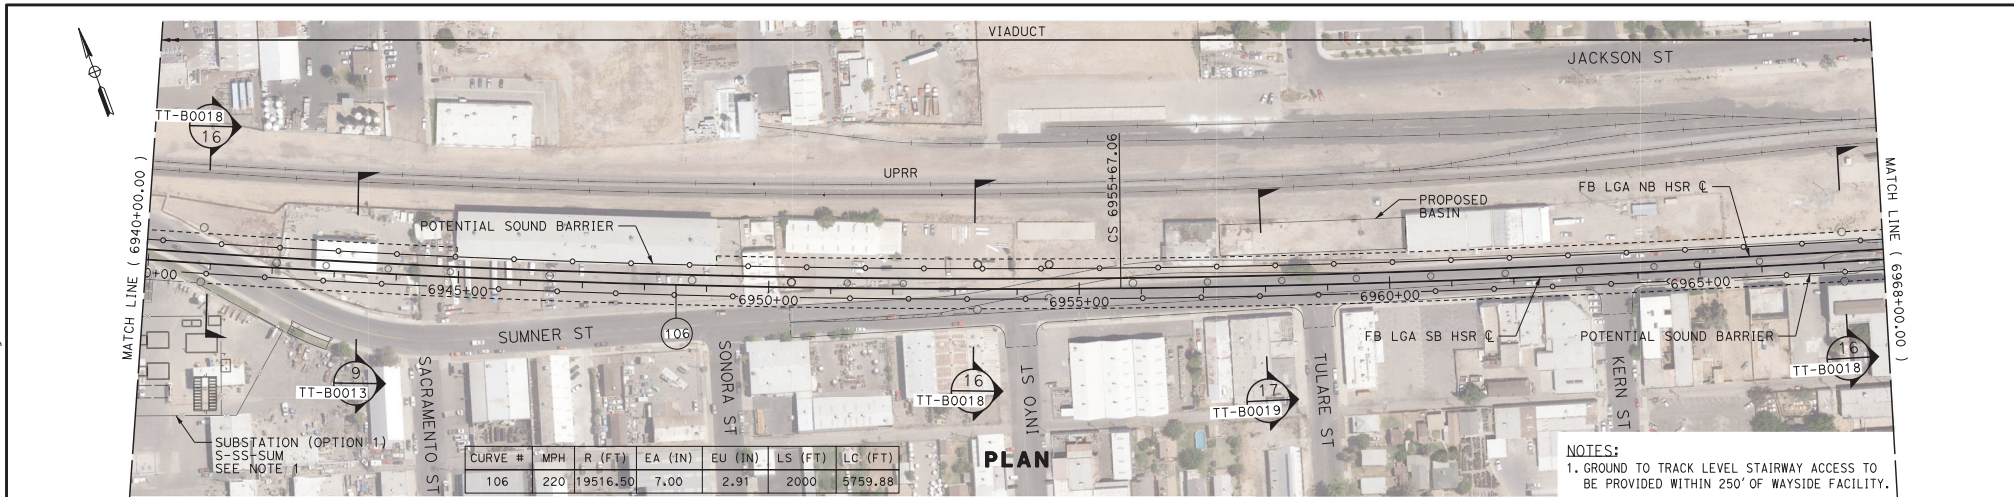 VIADUCT
JACKSON ST
TT-B0018
16
MATCH LINE ( 6940+00.00 )
UPRR
CS 6955+67.06
PROPOSED
BASIN
FB LGA NB HSR ℄
MATCH LINE ( 6968+00.00 )
POTENTIAL SOUND BARRIER
0+00
6945+00
6950+00
6955+00
6960+00
6965+00
SUMNER ST
106
FB LGA SB HSR ℄
POTENTIAL SOUND BARRIER
9
TT-B0013
SACRAMENTO ST
SONORA ST
16
TT-B0018
INYO ST
17
TT-B0019
TULARE ST
KERN ST
16
TT-B0018
SUBSTATION (OPTION 1)
S-SS-SUM
SEE NOTE 1
CURVE # MPH R (FT) EA (IN) EU (IN) LS (FT) LC (FT)
106 220 19516.50 7.00 2.91 2000 5759.88
PLAN
NOTES:
1. GROUND TO TRACK LEVEL STAIRWAY ACCESS TO
BE PROVIDED WITHIN 250' OF WAYSIDE FACILITY.